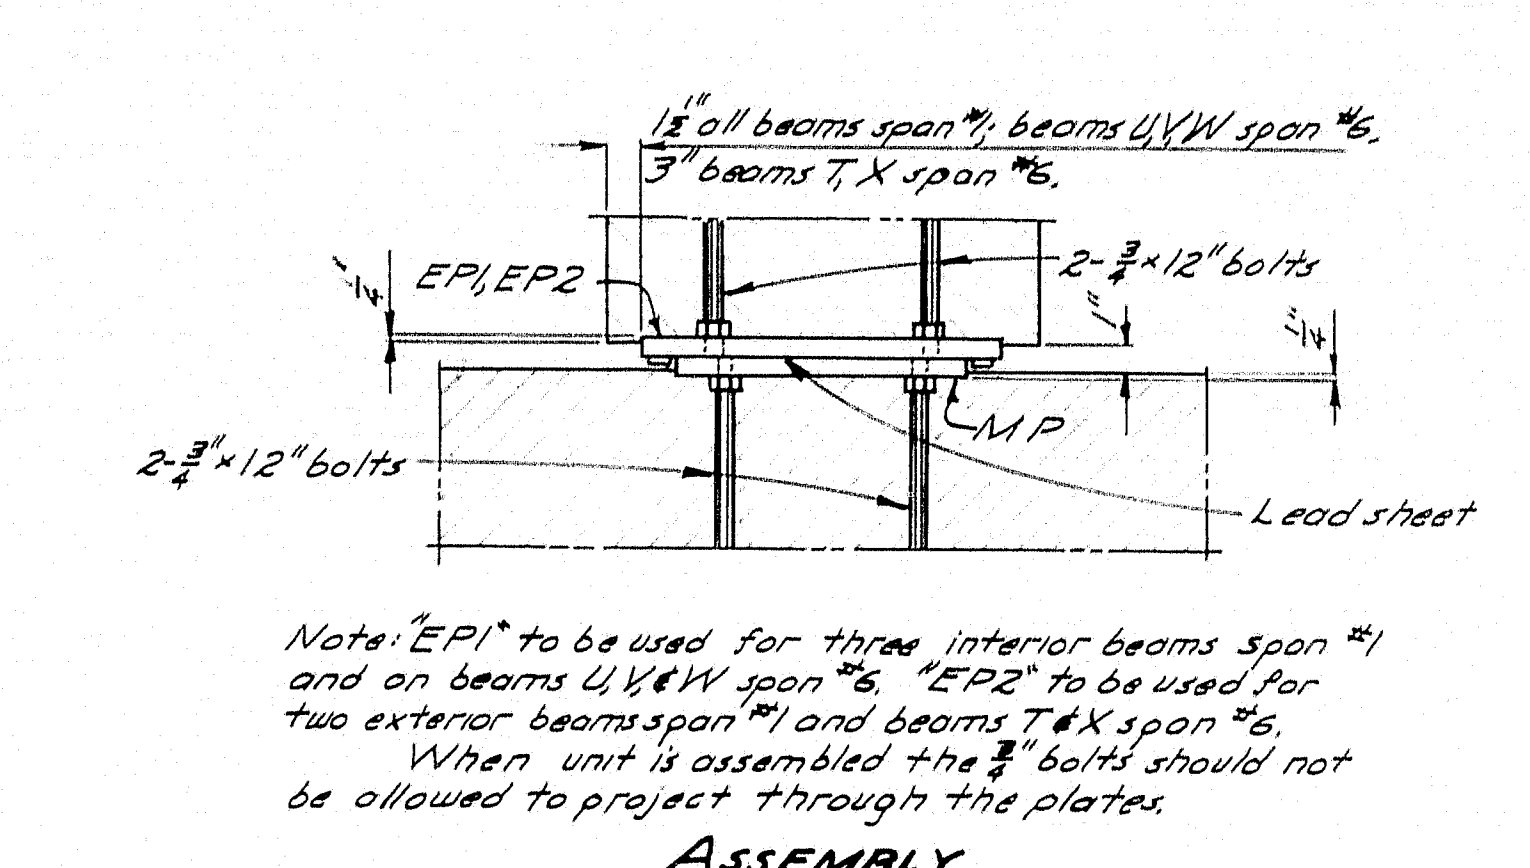 1 1/2" all beams span #1; beams U,V,W span #6.
3" beams T, X span #6.
EP1, EP2
2-3/4 x 12" bolts
1/4"
1"
1/4"
MP
2-3/4" x 12" bolts
Lead sheet
Note: "EP1" to be used for three interior beams span #1
and on beams U, V, & W span #6. "EP2" to be used for
two exterior beams span #1 and beams T & X span #6.
When unit is assembled the 3/4" bolts should not
be allowed to project through the plates.
ASSEMBLY